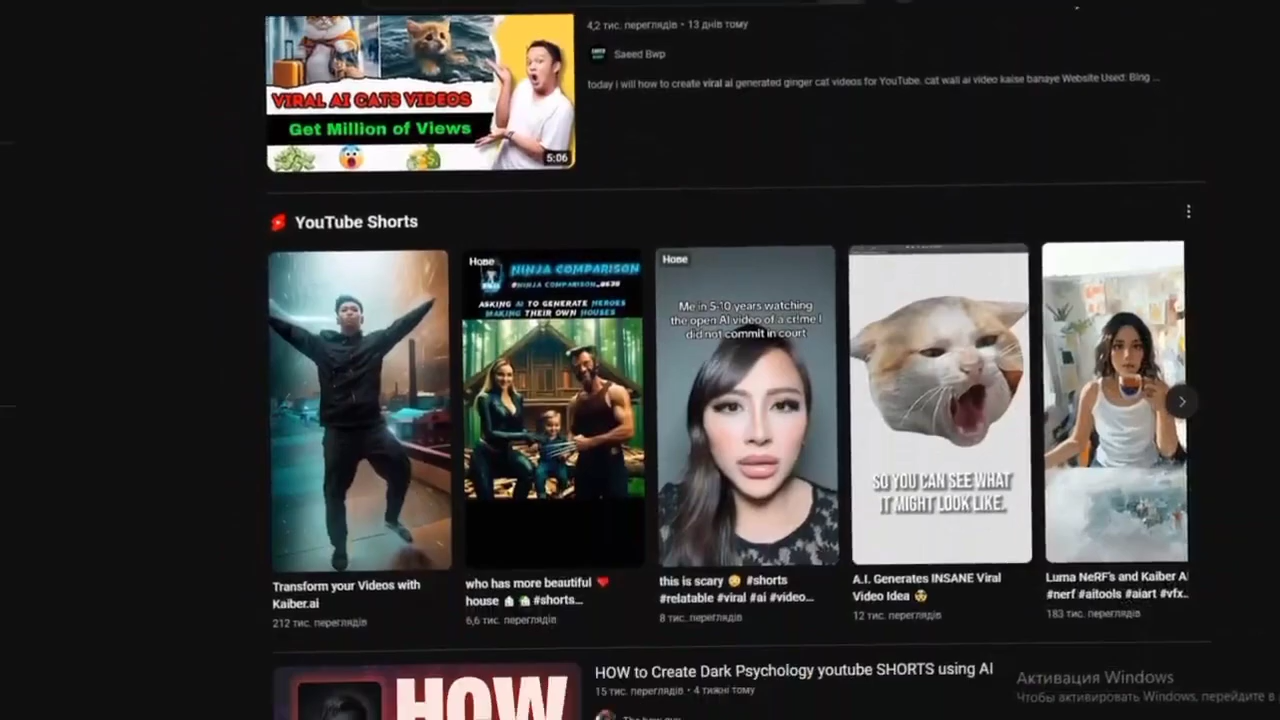 4,2 тис. переглядів • 13 днів тому
Saeed Bwp
today i will how to create viral ai generated ginger cat videos for YouTube. cat wali ai video kaise banaye Website Used: Bing ...
VIRAL AI CATS VIDEOS
Get Million of Views
5:06
YouTube Shorts
Нове
NINJA COMPARISON
ASKING AI TO GENERATE HEROES
MAKING THEIR OWN HOUSES
Нове
Me in 5-10 years watching
the open AI video of a crime I
did not commit in court
SO YOU CAN SEE WHAT
IT MIGHT LOOK LIKE.
Transform your Videos with
Kaiber.ai
212 тис. переглядів
who has more beautiful ❤️
house 🏠 🏡 #shorts...
6,6 тис. переглядів
this is scary 😳 #shorts
#relatable #viral #ai #video...
8 тис. переглядів
A.I. Generates INSANE Viral
Video Idea 🤯
12 тис. переглядів
Luma NeRF's and Kaiber AI
#nerf #aitools #aiart #vfx..
183 тис. переглядів
HOW
HOW to Create Dark Psychology youtube SHORTS using AI
15 тис. переглядів • 4 тижні тому
Активация Windows
Чтобы активировать Windows, перейдите в